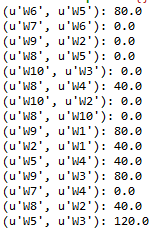 (u'W6', u'W5'): 80.0
(u'W7', u'W6'): 0.0
(u'W9', u'W2'): 0.0
(u'W8', u'W5'): 0.0
(u'W10', u'W3'): 0.0
(u'W8', u'W4'): 40.0
(u'W10', u'W2'): 0.0
(u'W8', u'W10'): 0.0
(u'W9', u'W1'): 80.0
(u'W2', u'W1'): 40.0
(u'W5', u'W4'): 40.0
(u'W9', u'W3'): 80.0
(u'W7', u'W4'): 0.0
(u'W8', u'W2'): 40.0
(u'W5', u'W3'): 120.0